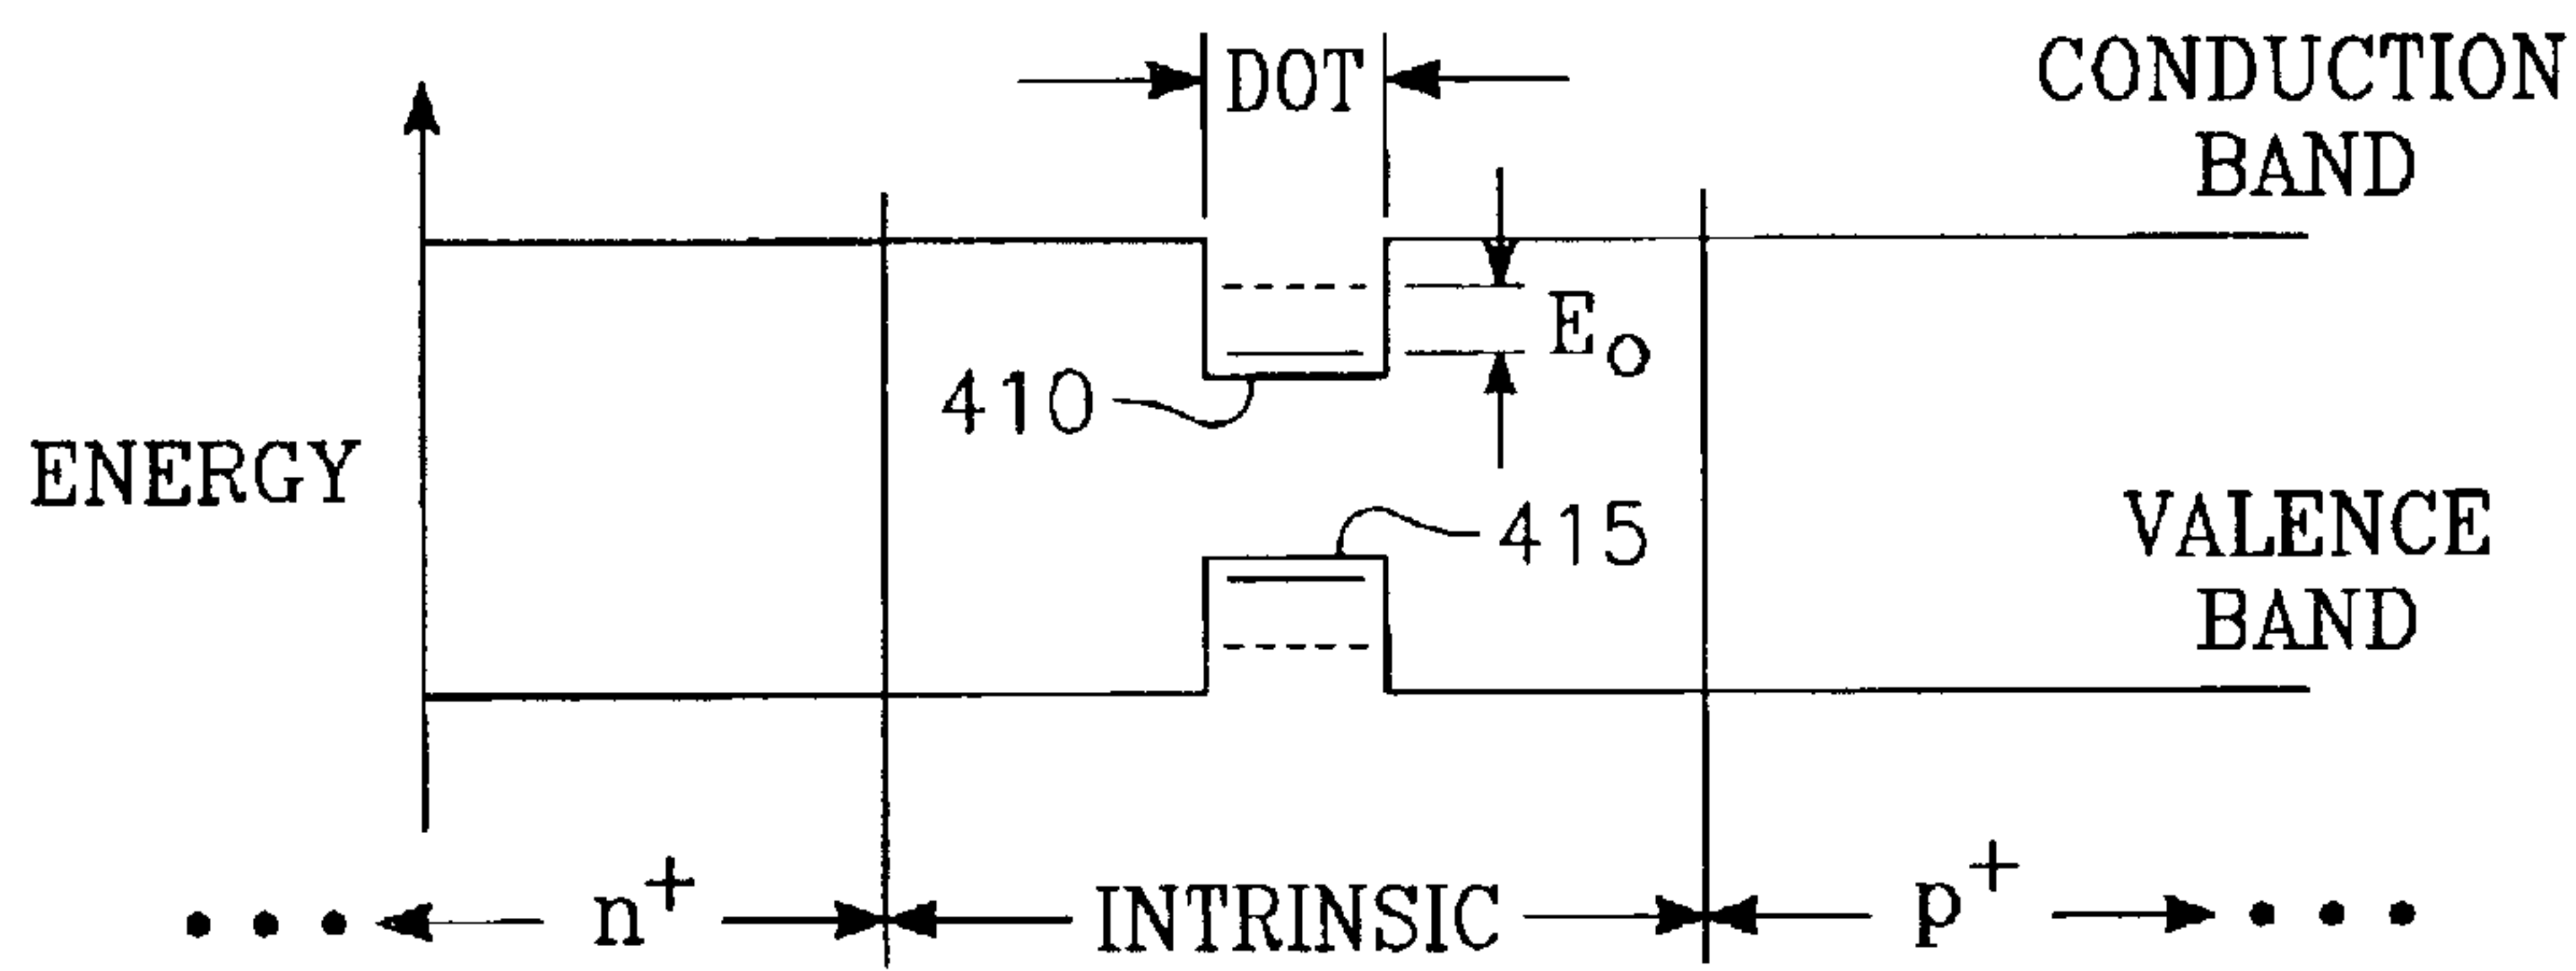 DOT
CONDUCTION
BAND
E₀
410
ENERGY
415
VALENCE
BAND
n⁺
INTRINSIC
p⁺